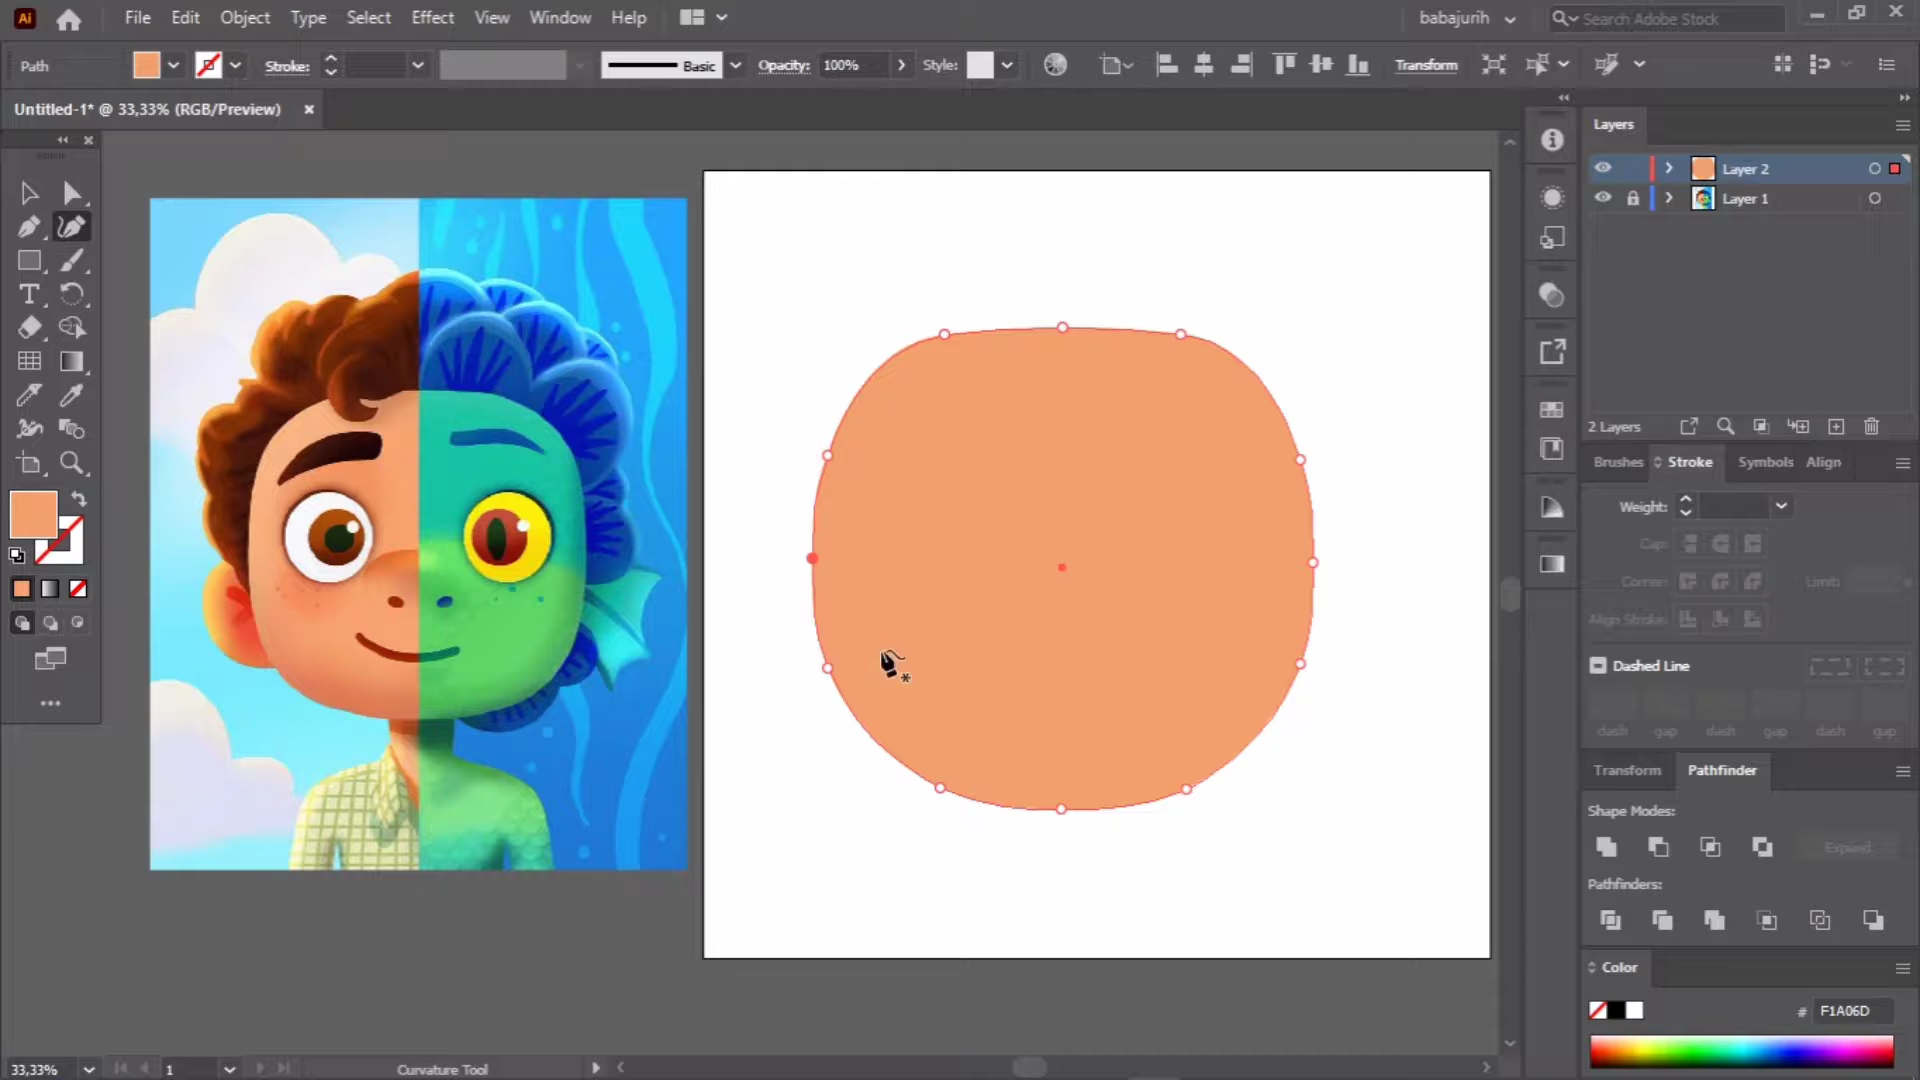 Ai File Edit Object Type Select Effect View Window Help babajurih Search Adobe Stock
Path Stroke: Basic Opacity: 100% Style: Transform
Untitled-1* @ 33,33% (RGB/Preview)
Layers
Layer 2
Layer 1
2 Layers
Brushes Stroke Symbols Align
Weight:
Cap:
Corner: Limit:
Align Stroke:
Dashed Line
dash gap dash gap dash gap
Transform Pathfinder
Shape Modes:
Expand
Pathfinders:
Color
# F1A06D
33,33% 1 Curvature Tool